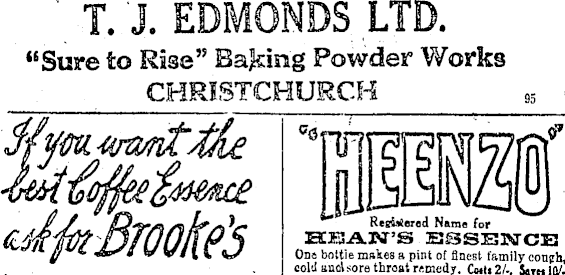 T. J. EDMONDS LTD.
"Sure to Rise" Baking Powder Works
CHRISTCHURCH
95
If you want the
best Coffee Essence
ask for Brooke's
"HEENZO"
Registered Name for
HEAN'S ESSENCE
One bottle makes a pint of finest family cough,
cold and sore throat remedy. Costs 2/-. Saves 10/-